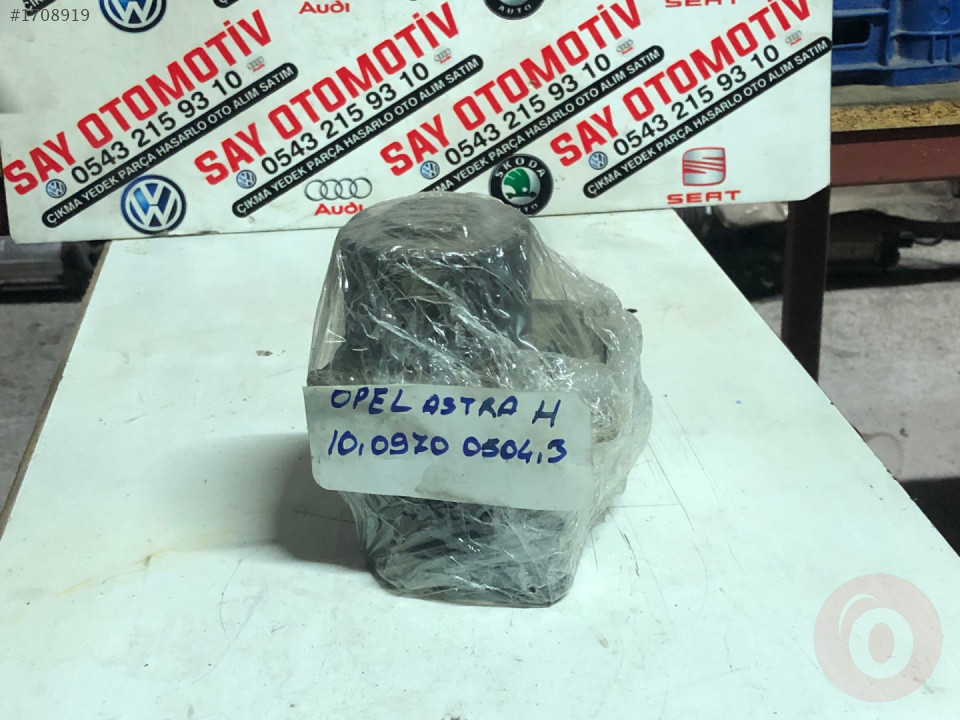 #1708919
Audi
AUTO
SEAT
SAY OTOMOTİV
0543 215 93 10
ÇIKMA YEDEK PARÇA HASARLO OTO ALIM SATIM
SAY OTOMOTİV
0543 215 93 10
ÇIKMA YEDEK PARÇA HASARLO OTO ALIM SATIM
SAY OTOMOTİV
0543 215 93 10
ÇIKMA YEDEK PARÇA HASARLO OTO ALIM SATIM
SAY OTOMOTİV
0543 215 93 10
ÇIKMA YEDEK PARÇA HASARLO OTO ALIM SATIM
Audi
SKODA
AUTO
SEAT
OPEL ASTRA H
10.0970 0504.3